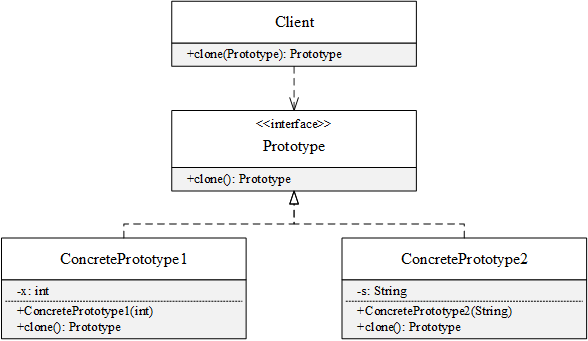 Client
+clone(Prototype): Prototype
<<interface>>
Prototype
+clone(): Prototype
ConcretePrototype1
-x: int
+ConcretePrototype1(int)
+clone(): Prototype
ConcretePrototype2
-s: String
+ConcretePrototype2(String)
+clone(): Prototype